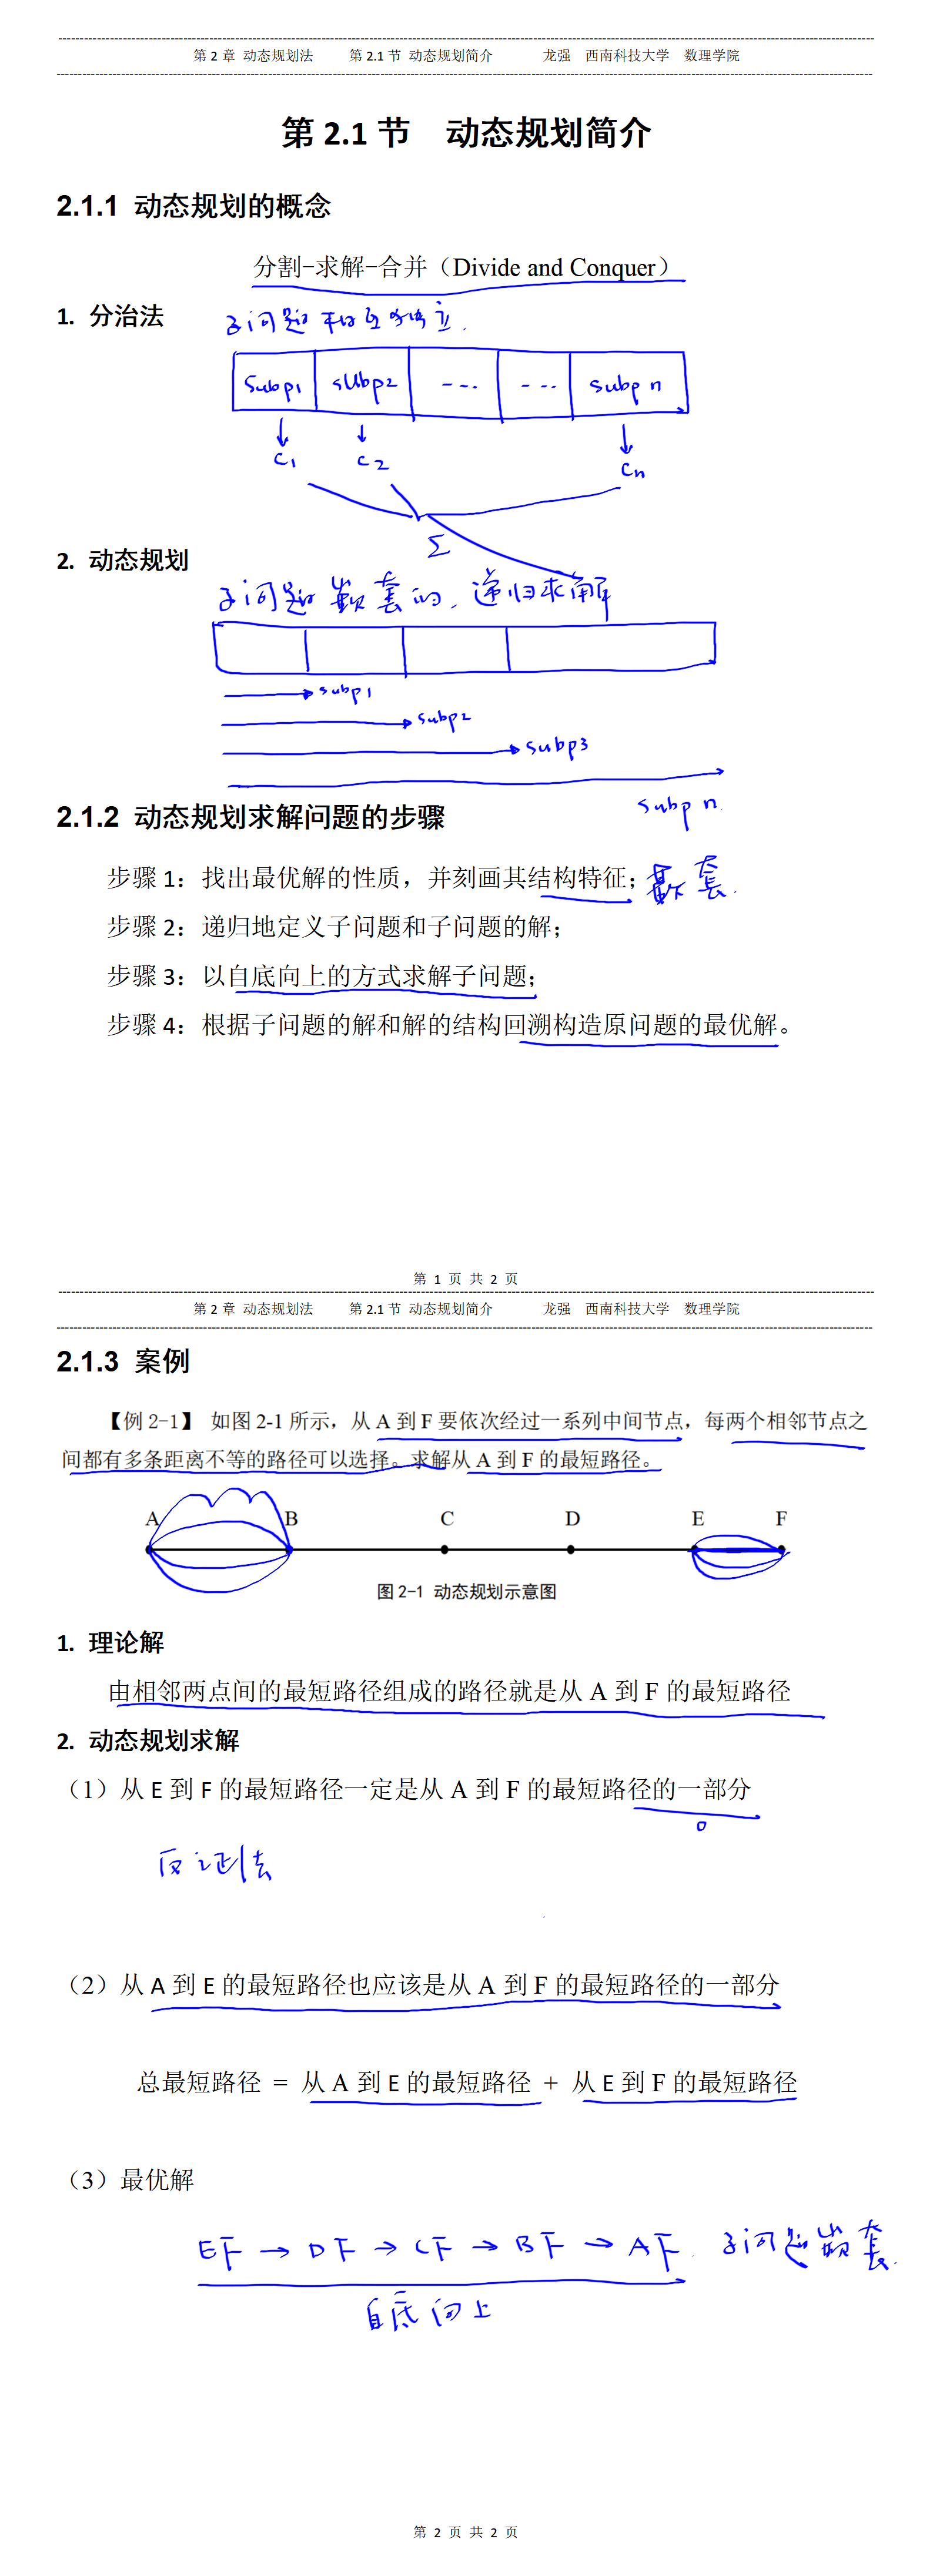 第 2 章 动态规划法 第 2.1 节 动态规划简介 龙强 西南科技大学 数理学院
第 2.1 节 动态规划简介
2.1.1 动态规划的概念
分割-求解-合并（Divide and Conquer）
1. 分治法
子问题相互独立.
subp1 subp2 --- --- subp n
c1 c2 cn
Σ
2. 动态规划
子问题嵌套的. 递归求解
subp1
subp2
subp3
subp n.
2.1.2 动态规划求解问题的步骤
步骤 1：找出最优解的性质，并刻画其结构特征； 嵌套.
步骤 2：递归地定义子问题和子问题的解；
步骤 3：以自底向上的方式求解子问题；
步骤 4：根据子问题的解和解的结构回溯构造原问题的最优解。
第 1 页 共 2 页
第 2 章 动态规划法 第 2.1 节 动态规划简介 龙强 西南科技大学 数理学院
2.1.3 案例
【例 2-1】 如图 2-1 所示，从 A 到 F 要依次经过一系列中间节点，每两个相邻节点之
间都有多条距离不等的路径可以选择。求解从 A 到 F 的最短路径。
A B C D E F
图 2-1 动态规划示意图
1. 理论解
由相邻两点间的最短路径组成的路径就是从 A 到 F 的最短路径
2. 动态规划求解
（1）从 E 到 F 的最短路径一定是从 A 到 F 的最短路径的一部分
反证法
（2）从 A 到 E 的最短路径也应该是从 A 到 F 的最短路径的一部分
总最短路径 = 从 A 到 E 的最短路径 + 从 E 到 F 的最短路径
（3）最优解
EF → DF → CF → BF → AF. 子问题嵌套.
自底向上
第 2 页 共 2 页